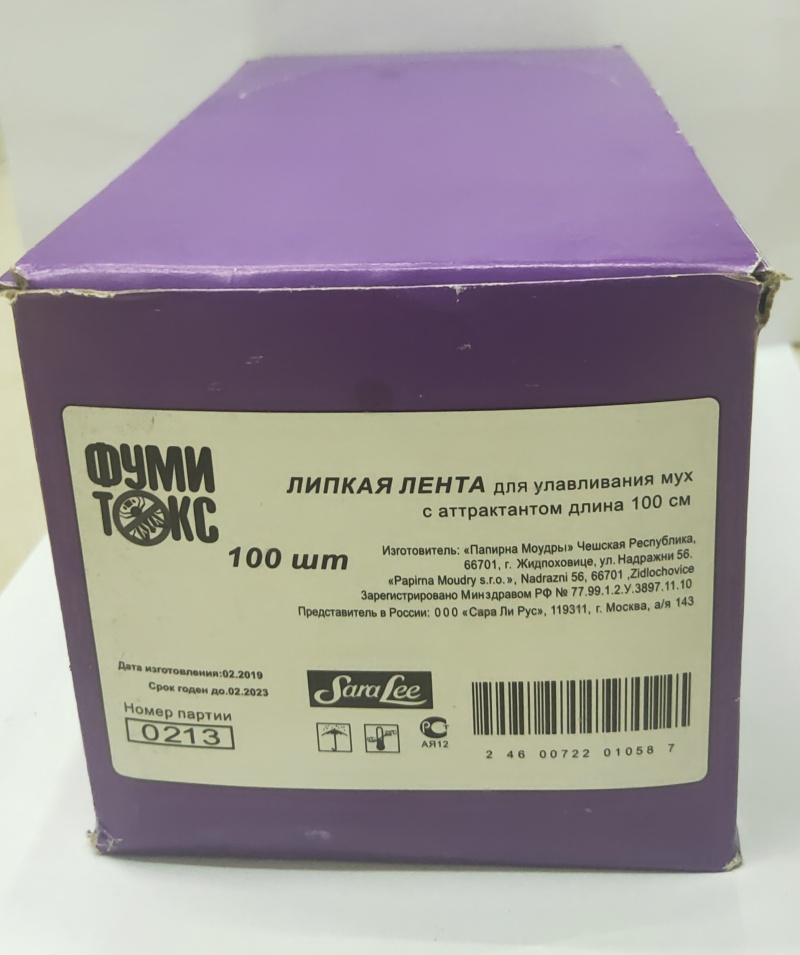 ФУМИ
ТОКС
ЛИПКАЯ ЛЕНТА для улавливания мух
с аттрактантом длина 100 см
100 шт
Изготовитель: «Папирна Моудры» Чешская Республика,
66701, г. Жидлоховице, ул. Надражни 56.
«Papirna Moudry s.r.o.», Nadrazni 56, 66701 ,Zidlochovice
Зарегистрировано Минздравом РФ № 77.99.1.2.У.3897.11.10
Представитель в России: ООО «Сара Ли Рус», 119311, г. Москва, а/я 143
Дата изготовления:02.2019
Срок годен до.02.2023
Номер партии
0213
Sara Lee
РСТ
АЯ12
2 46 00722 01058 7